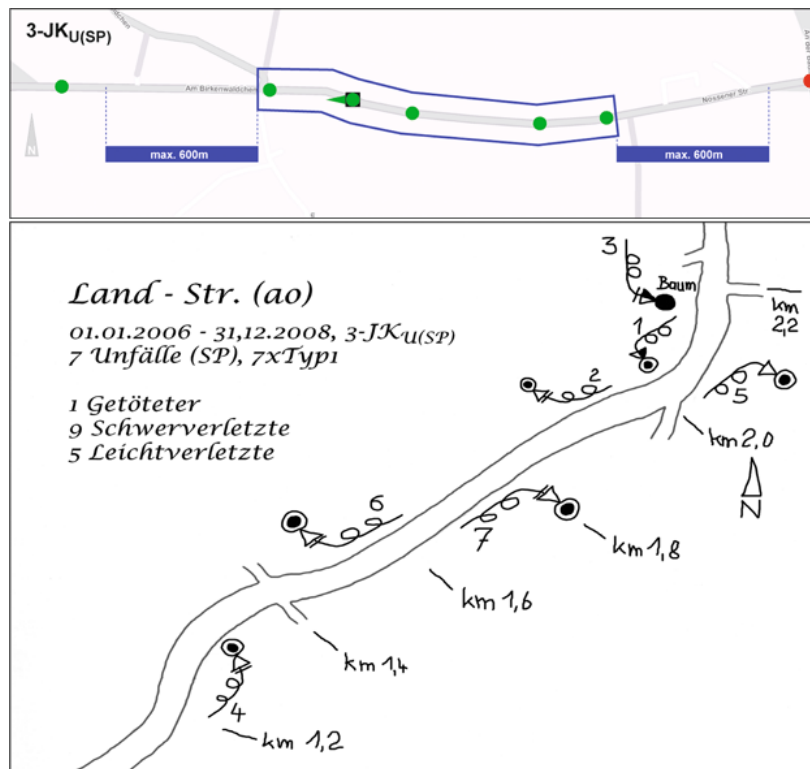 3-JKU(SP)
Am Birkenwäldchen
Nossener Str
N
max. 600m
max. 600m
Land - Str. (ao)
01.01.2006 - 31,12.2008, 3-JKU(SP)
7 Unfälle (SP), 7xTyp1
1 Getöteter
9 Schwerverletzte
5 Leichtverletzte
3
Baum
km
2,2
1
2
5
km 2,0
N
6
7
km 1,8
km 1,6
km 1,4
4
km 1,2